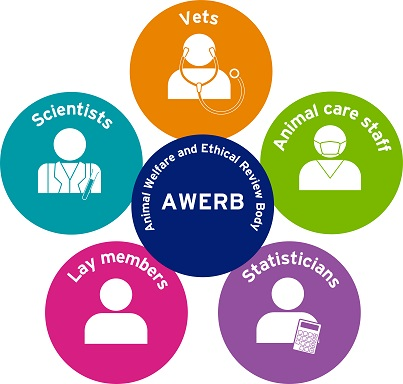 Vets
Scientists
Animal care staff
Animal Welfare and Ethical Review Body
AWERB
Lay members
Statisticians